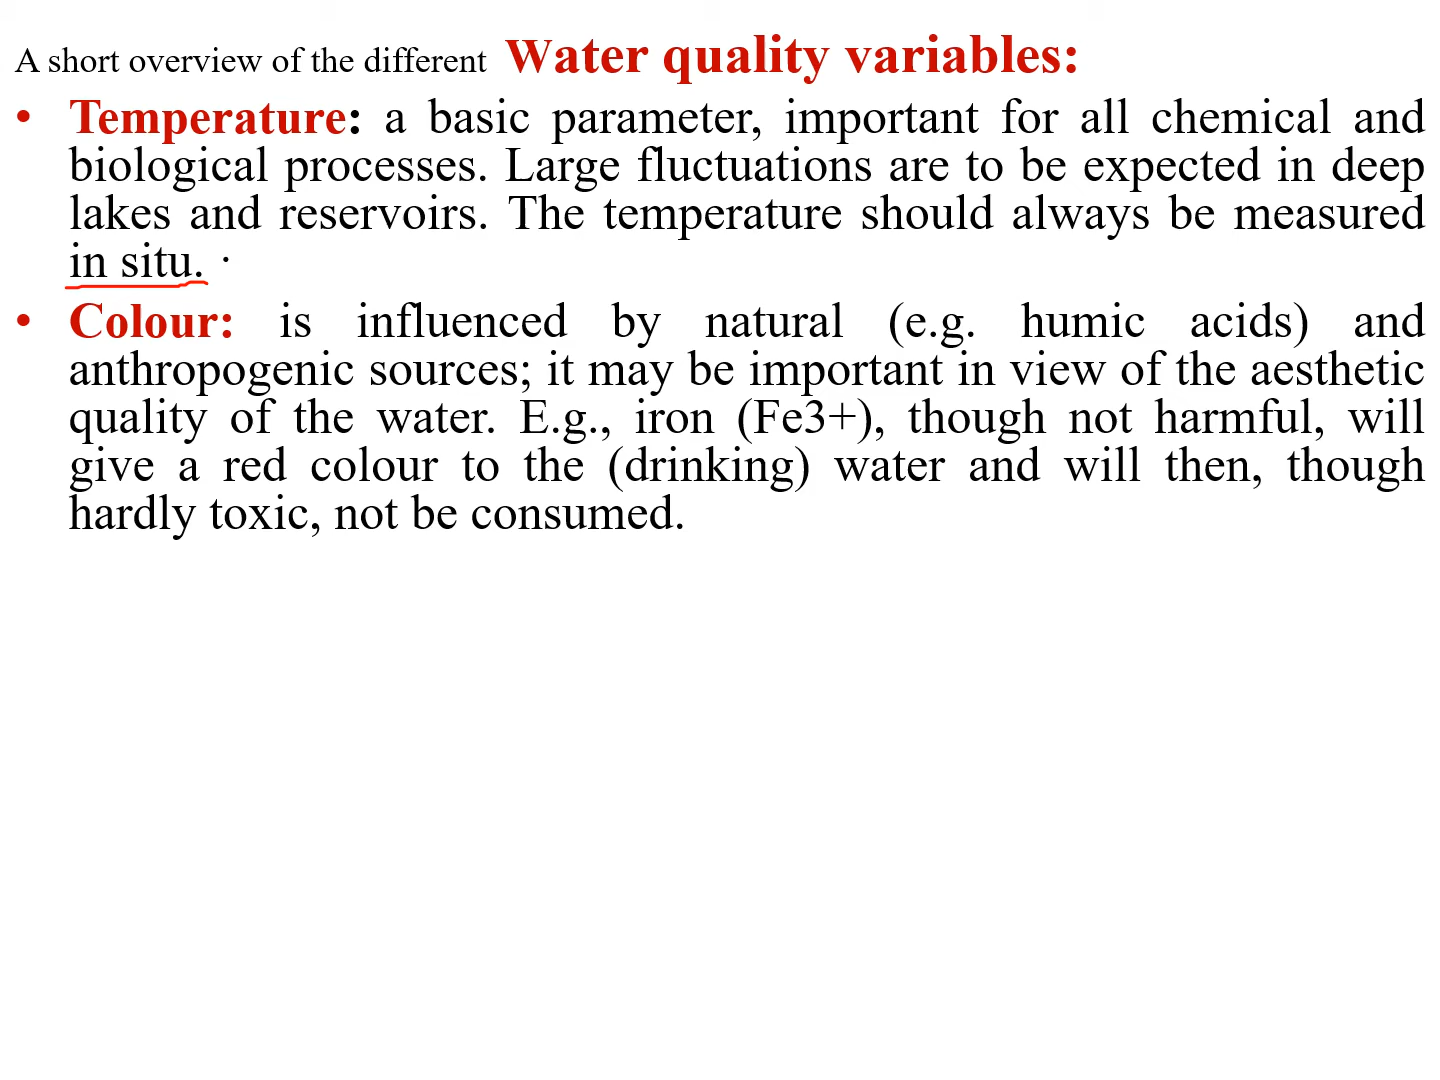 A short overview of the different Water quality variables:
• Temperature: a basic parameter, important for all chemical and
biological processes. Large fluctuations are to be expected in deep
lakes and reservoirs. The temperature should always be measured
in situ. ·
• Colour: is influenced by natural (e.g. humic acids) and
anthropogenic sources; it may be important in view of the aesthetic
quality of the water. E.g., iron (Fe3+), though not harmful, will
give a red colour to the (drinking) water and will then, though
hardly toxic, not be consumed.